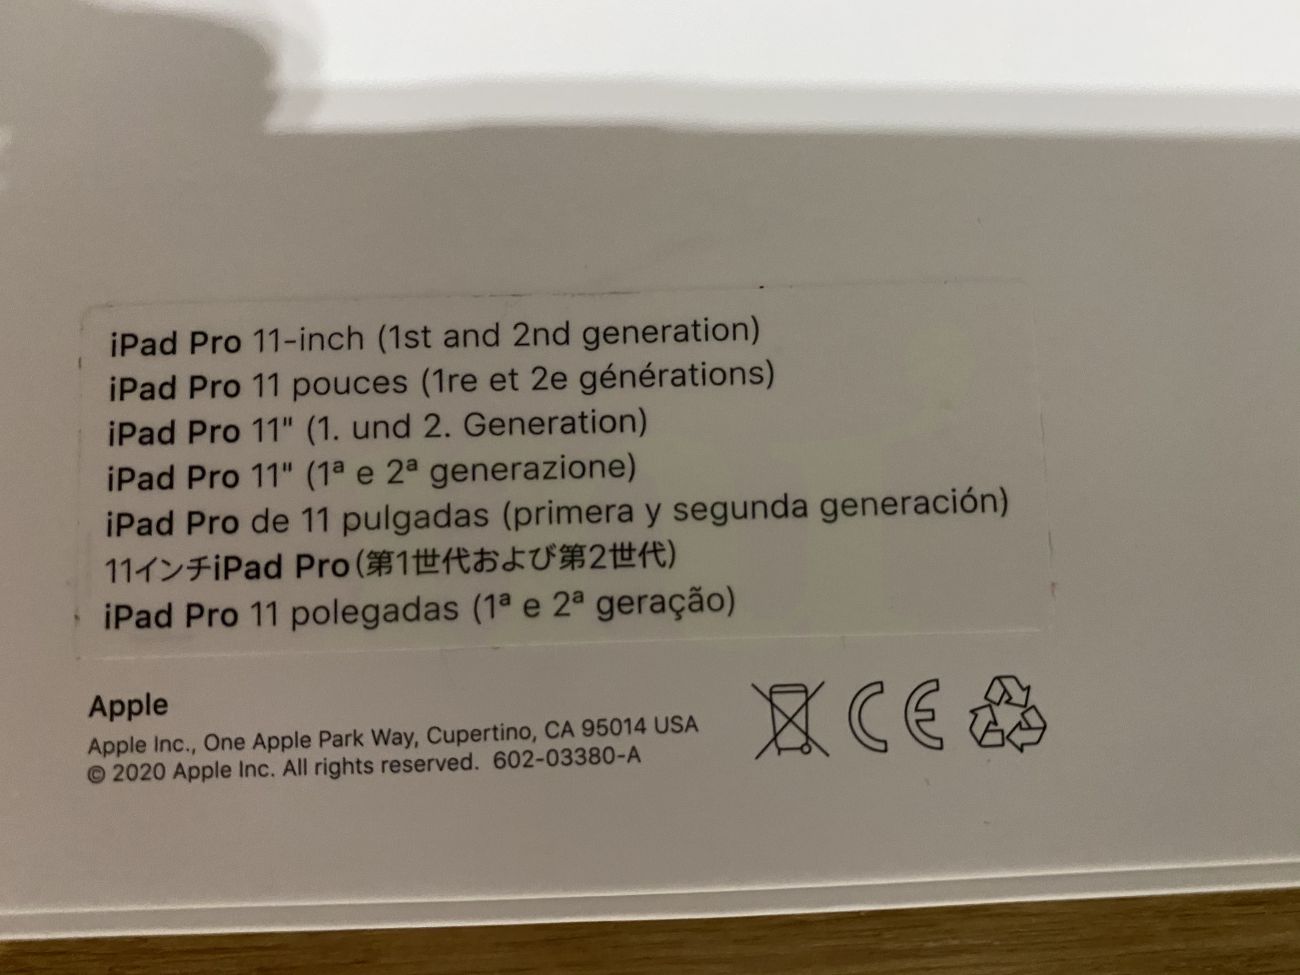 iPad Pro 11-inch (1st and 2nd generation)
iPad Pro 11 pouces (1re et 2e générations)
iPad Pro 11" (1. und 2. Generation)
iPad Pro 11" (1ª e 2ª generazione)
iPad Pro de 11 pulgadas (primera y segunda generación)
11インチiPad Pro(第1世代および第2世代)
iPad Pro 11 polegadas (1ª e 2ª geração)
Apple
Apple Inc., One Apple Park Way, Cupertino, CA 95014 USA
© 2020 Apple Inc. All rights reserved. 602-03380-A
CE